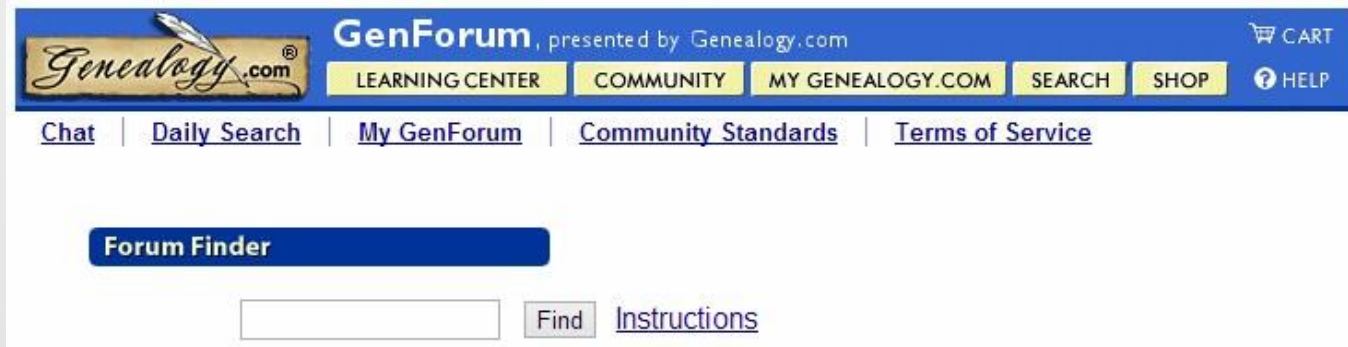 Genealogy.com®
GenForum, presented by Genealogy.com
CART
LEARNING CENTER COMMUNITY MY GENEALOGY.COM SEARCH SHOP HELP
Chat | Daily Search | My GenForum | Community Standards | Terms of Service
Forum Finder
Find Instructions